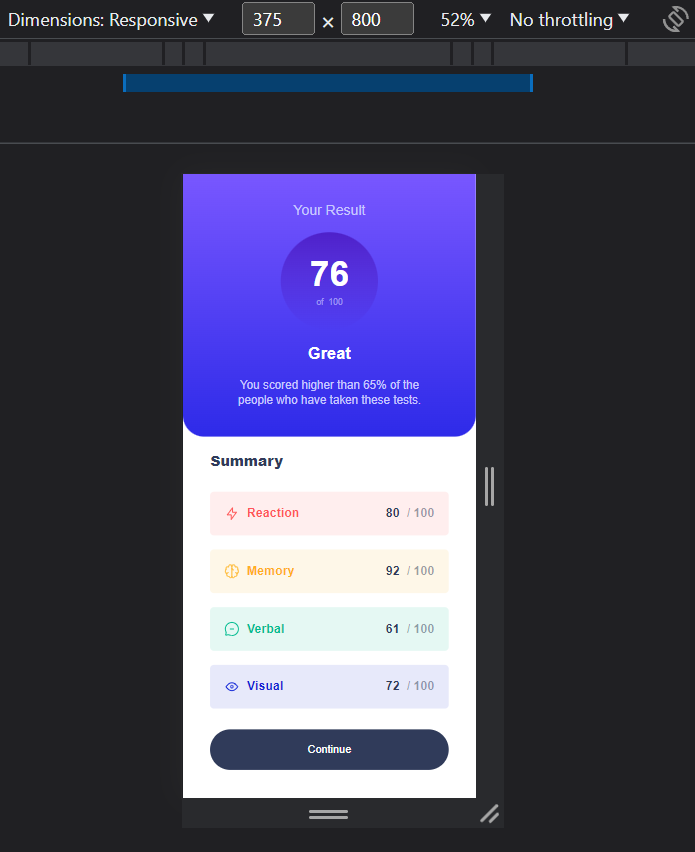 Dimensions: Responsive ▼ 375 × 800 52% ▼ No throttling ▼
Your Result
76
of 100
Great
You scored higher than 65% of the
people who have taken these tests.
Summary
Reaction 80 / 100
Memory 92 / 100
Verbal 61 / 100
Visual 72 / 100
Continue